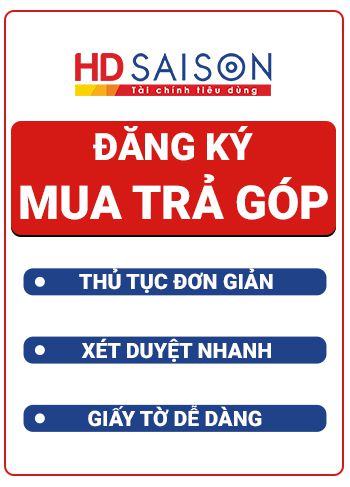 HD SAISON
Tài chính tiêu dùng
ĐĂNG KÝ
MUA TRẢ GÓP
THỦ TỤC ĐƠN GIẢN
XÉT DUYỆT NHANH
GIẤY TỜ DỄ DÀNG